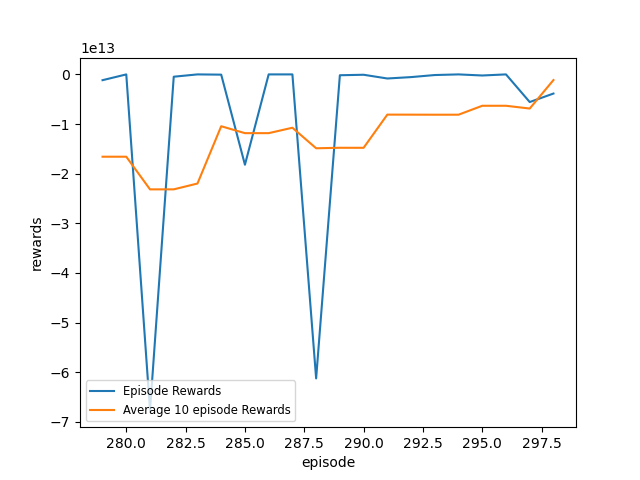 1e13
0
−1
−2
−3
−4
−5
−6
−7
rewards
Episode Rewards
Average 10 episode Rewards
280.0 282.5 285.0 287.5 290.0 292.5 295.0 297.5
episode